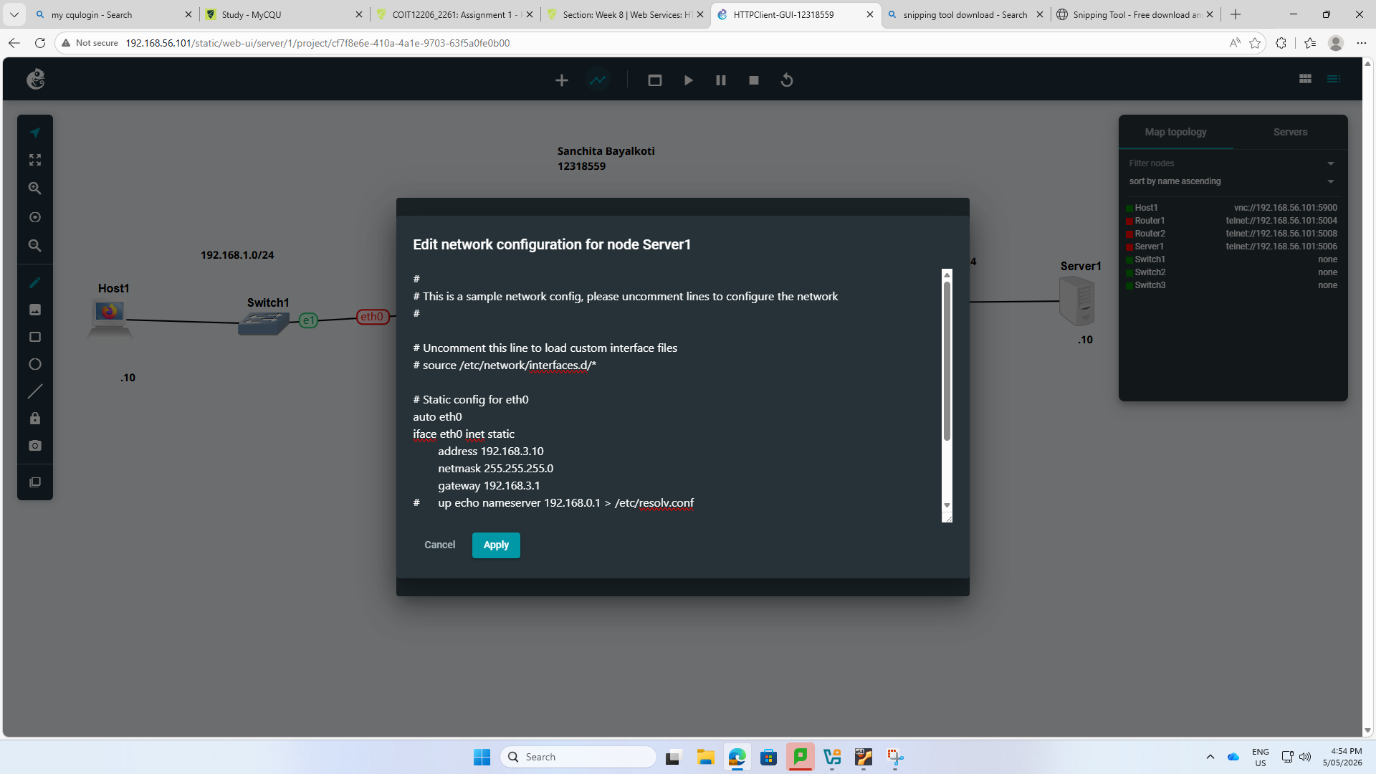 my cqulogin - Search
Study - MyCQU
COIT12206_2261: Assignment 1 -
Section: Week 8 | Web Services: HT
HTTPClient-GUI-12318559
snipping tool download - Search
Snipping Tool - Free download an
Not secure
192.168.56.101/static/web-ui/server/1/project/cf7f8e6e-410a-4a1e-9703-63f5a0fe0b00
Sanchita Bayalkoti
12318559
192.168.1.0/24
Host1
Switch1
e1
eth0
.10
4
Server1
.10
Map topology
Servers
Filter nodes
sort by name ascending
Host1 vnc://192.168.56.101:5900
Router1 telnet://192.168.56.101:5004
Router2 telnet://192.168.56.101:5008
Server1 telnet://192.168.56.101:5006
Switch1 none
Switch2 none
Switch3 none
Edit network configuration for node Server1
#
# This is a sample network config, please uncomment lines to configure the network
#
# Uncomment this line to load custom interface files
# source /etc/network/interfaces.d/*
# Static config for eth0
auto eth0
iface eth0 inet static
address 192.168.3.10
netmask 255.255.255.0
gateway 192.168.3.1
# up echo nameserver 192.168.0.1 > /etc/resolv.conf
Cancel
Apply
Search
ENG
US
4:54 PM
5/05/2026